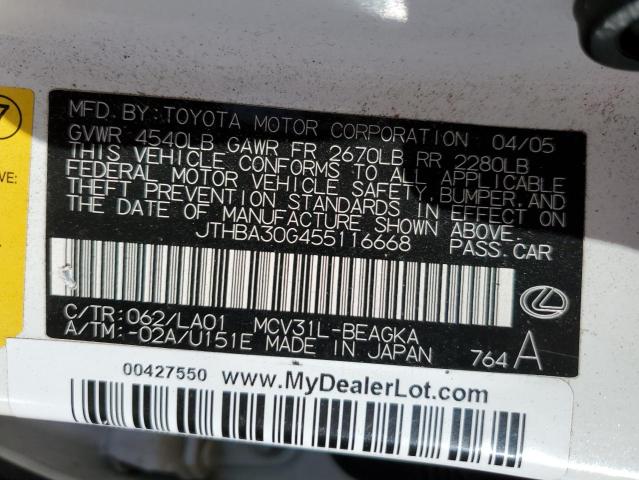 MFD. BY: TOYOTA MOTOR CORPORATION 04/05
GVWR 4540LB GAWR FR 2670LB RR 2280LB
THIS VEHICLE CONFORMS TO ALL APPLICABLE
FEDERAL MOTOR VEHICLE SAFETY, BUMPER, AND
THEFT PREVENTION STANDARDS IN EFFECT ON
THE DATE OF MANUFACTURE SHOWN ABOVE.
JTHBA30G455116668 PASS.CAR
C/TR: 062/LA01 MCV31L-BEAGKA
A/TM: -02A/U151E MADE IN JAPAN 764 A
00427550 www.MyDealerLot.com
7
VE: